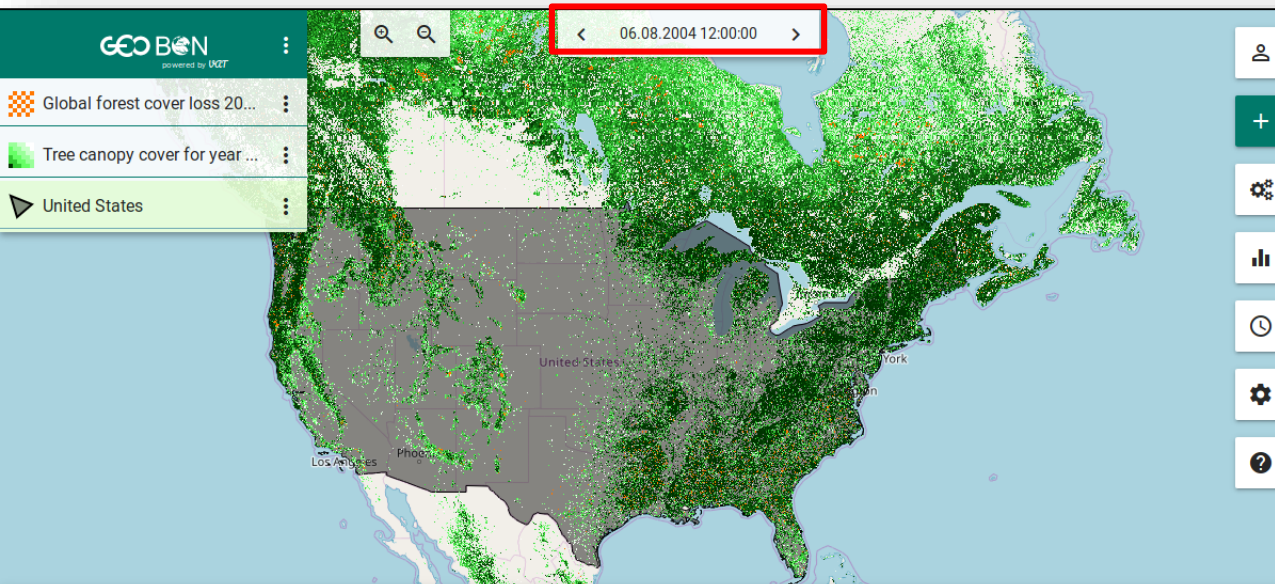 GEO BON
powered by VAT
06.08.2004 12:00:00
Global forest cover loss 20...
Tree canopy cover for year ...
United States
United States
York
Los Angeles
Phoe